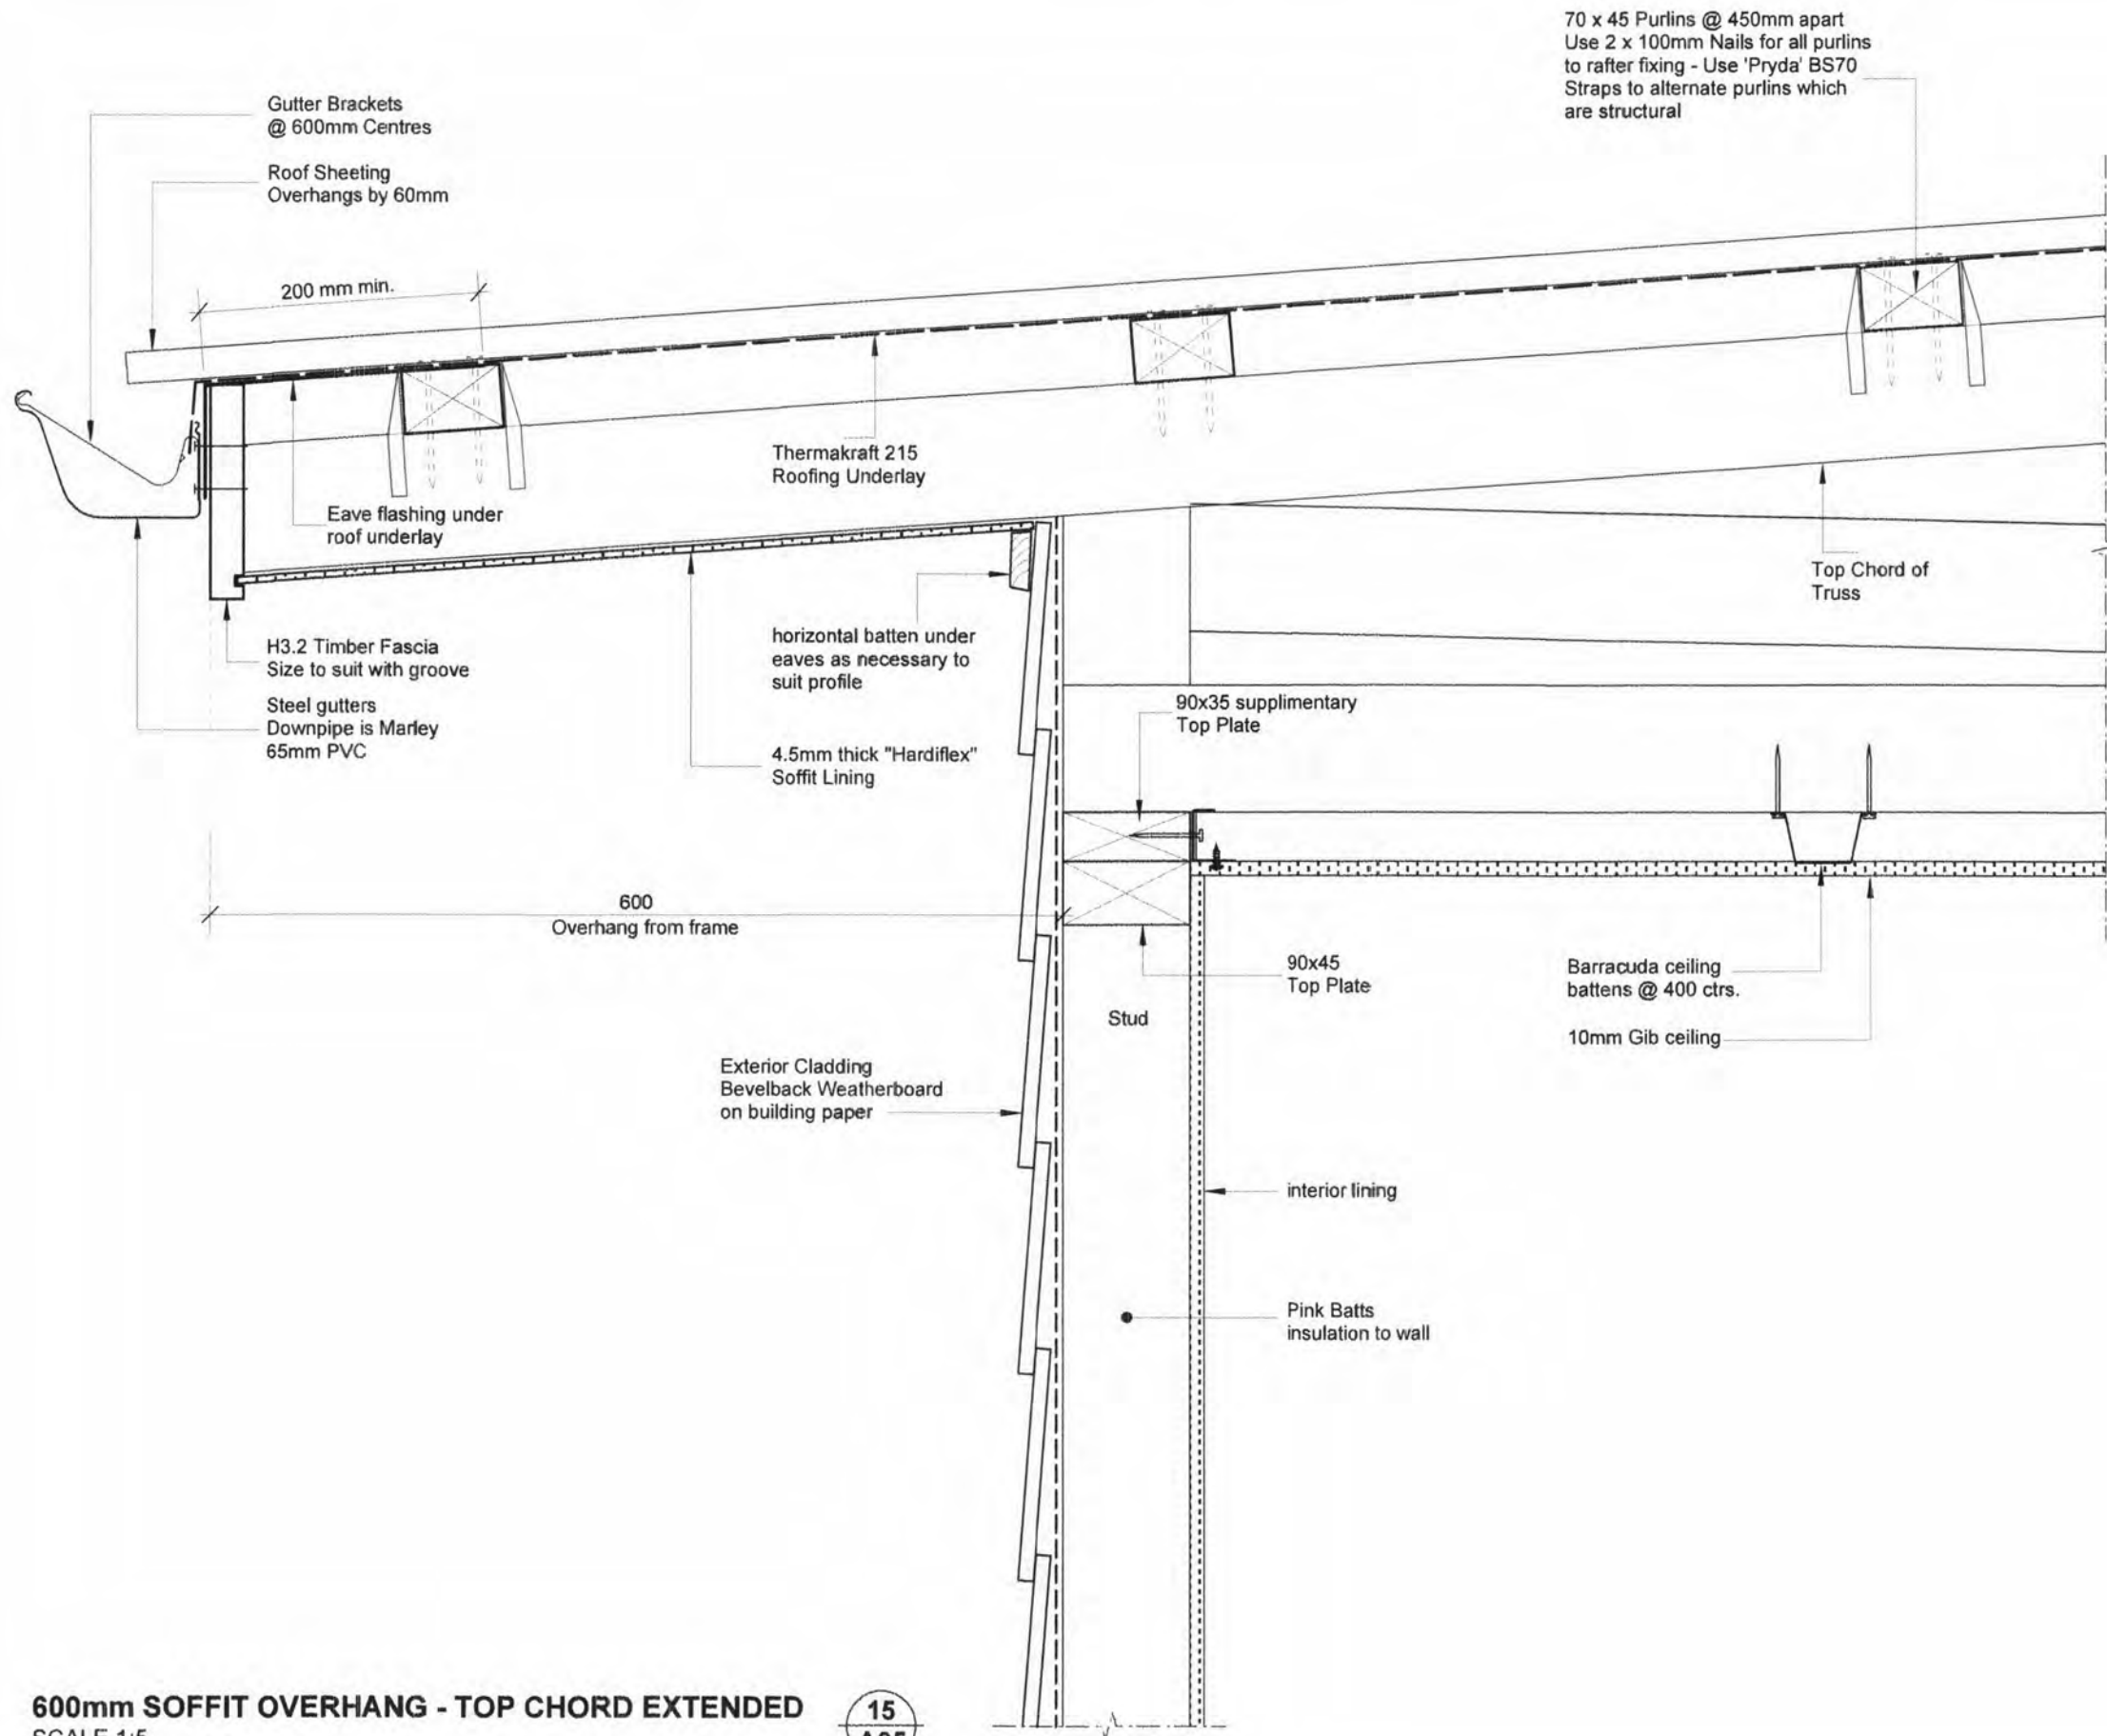 70 x 45 Purlins @ 450mm apart
Use 2 x 100mm Nails for all purlins
to rafter fixing - Use 'Pryda' BS70
Straps to alternate purlins which
are structural
Gutter Brackets
@ 600mm Centres
Roof Sheeting
Overhangs by 60mm
200 mm min.
Thermakraft 215
Roofing Underlay
Eave flashing under
roof underlay
Top Chord of
Truss
H3.2 Timber Fascia
Size to suit with groove
horizontal batten under
eaves as necessary to
suit profile
Steel gutters
Downpipe is Marley
65mm PVC
90x35 supplimentary
Top Plate
4.5mm thick "Hardiflex"
Soffit Lining
600
Overhang from frame
90x45
Top Plate
Barracuda ceiling
battens @ 400 ctrs.
Stud
10mm Gib ceiling
Exterior Cladding
Bevelback Weatherboard
on building paper
interior lining
Pink Batts
insulation to wall
600mm SOFFIT OVERHANG - TOP CHORD EXTENDED
15
SCALE 1:5